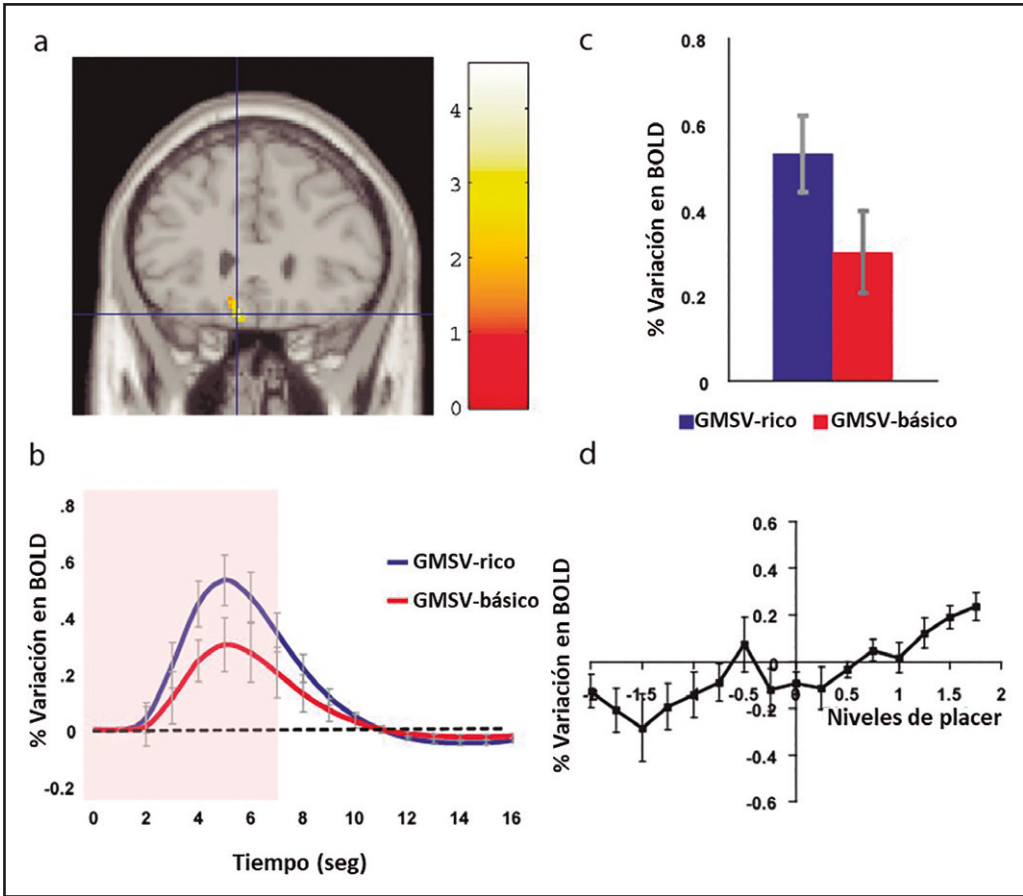 a
4
3
2
1
0
c
0.8
0.6
0.4
0.2
0
% Variación en BOLD
GMSV-rico GMSV-básico
b
.8
.6
.4
.2
0
-0.2
% Variación en BOLD
GMSV-rico
GMSV-básico
0 2 4 6 8 10 12 14 16
Tiempo (seg)
d
0.6
0.4
0.2
0
-0.2
-0.4
-0.6
% Variación en BOLD
-1.5 -0.5 0 0.5 1 1.5 2
Niveles de placer